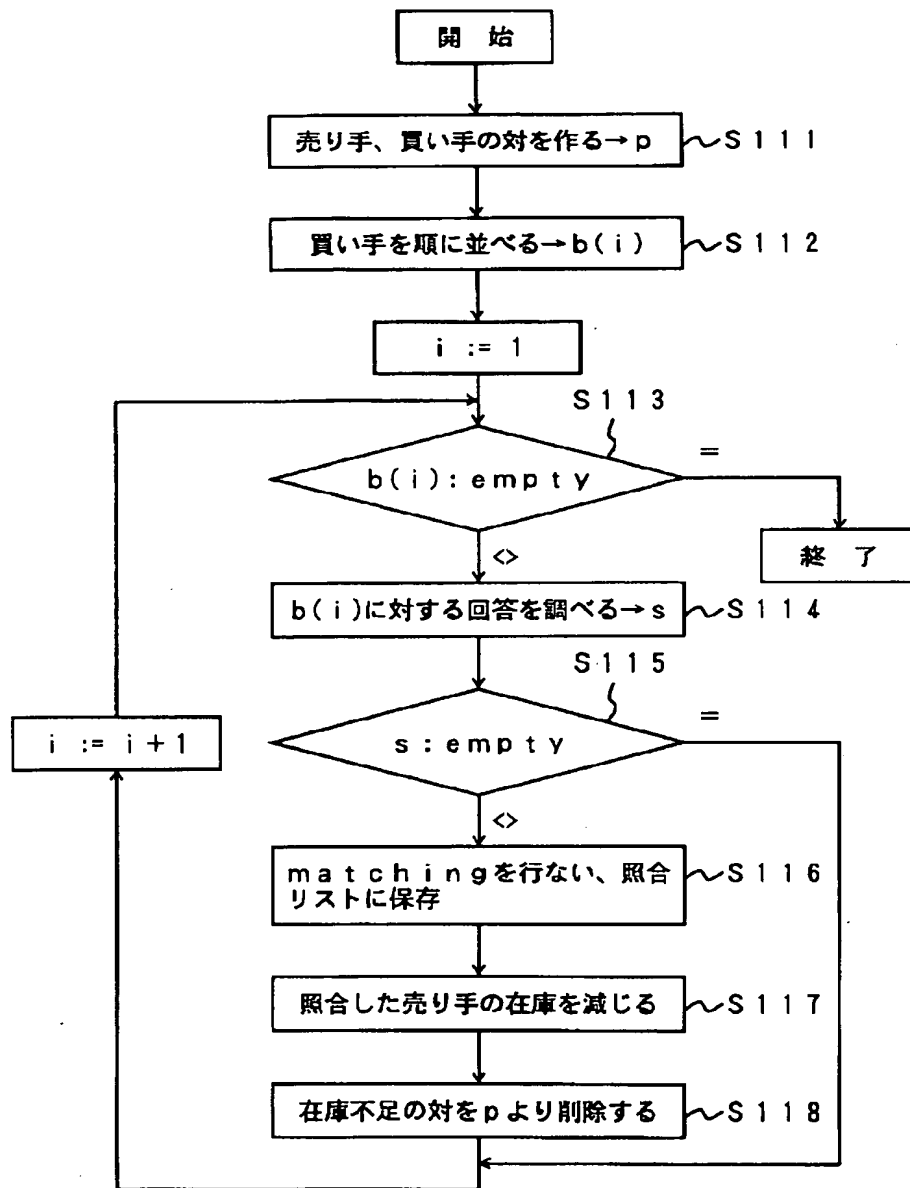 開 始
売り手、買い手の対を作る→p
S111
買い手を順に並べる→b(i)
S112
i := 1
S113
b(i):empty
=
<>
終 了
b(i)に対する回答を調べる→s
S114
S115
i := i+1
s:empty
=
<>
matchingを行ない、照合
リストに保存
S116
照合した売り手の在庫を減じる
S117
在庫不足の対をpより削除する
S118